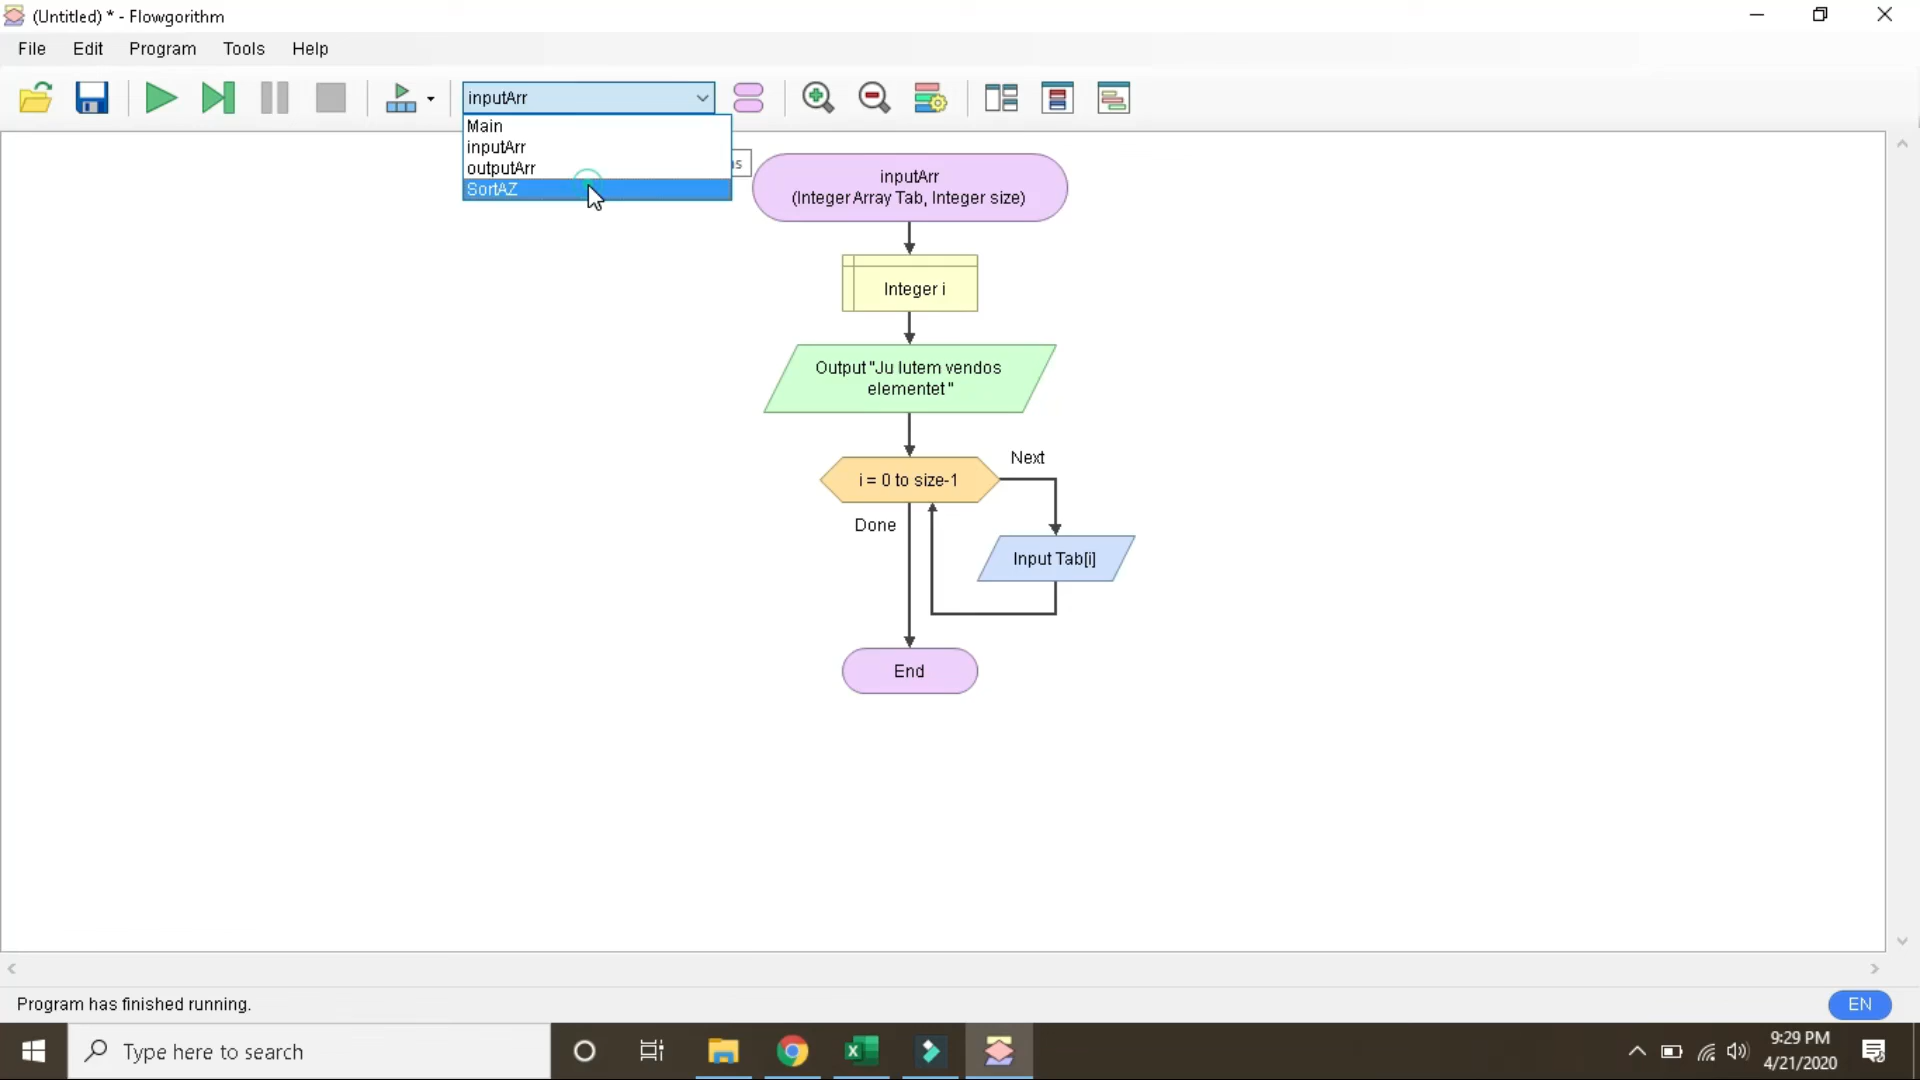 (Untitled) * - Flowgorithm
File Edit Program Tools Help
inputArr
Main
inputArr
outputArr
SortAZ
inputArr
(Integer Array Tab, Integer size)
Integer i
Output "Ju lutem vendos
elementet "
i = 0 to size-1
Next
Done
Input Tab[i]
End
Program has finished running.
EN
Type here to search
9:29 PM
4/21/2020